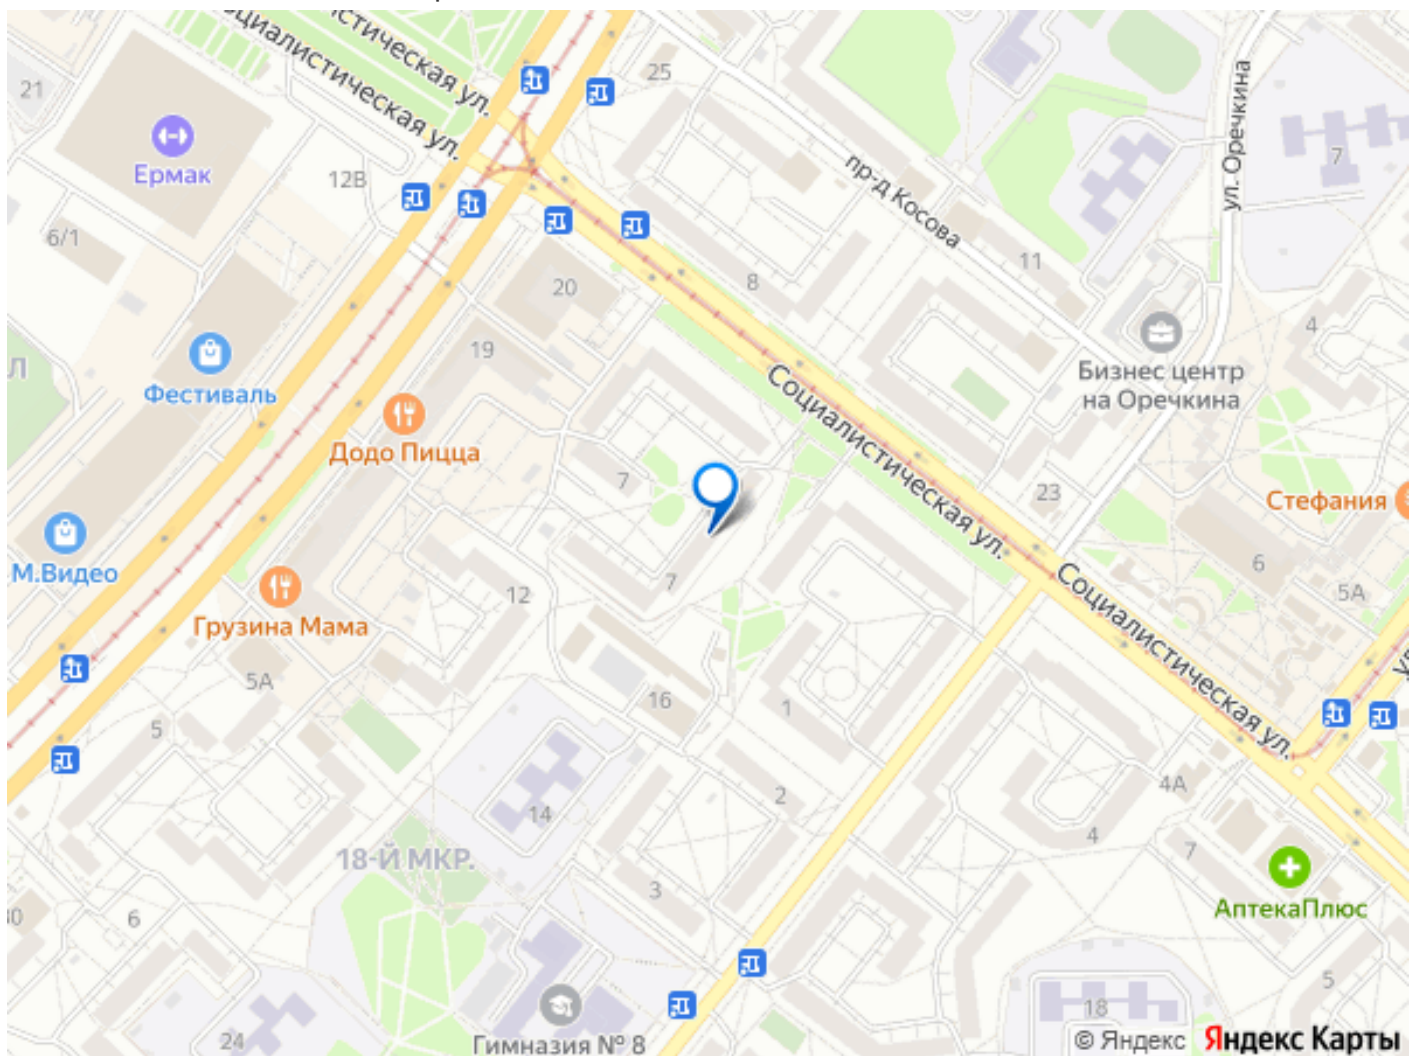 Социалистическая ул.
Социалистическая ул.
21
25
Ермак
12В
6/1
пр-д Косова
ул. Оречкина
7
11
8
20
19
4
Бизнес центр
на Оречкина
Фестиваль
Додо Пицца
Социалистическая ул.
7
23
Стефания
М.Видео
7
12
6
5А
Грузина Мама
Социалистическая ул.
5А
16
1
5
14
2
4А
4
7
18-Й МКР.
3
АптекаПлюс
6
5
18
24
Гимназия № 8
© Яндекс
Яндекс Карты